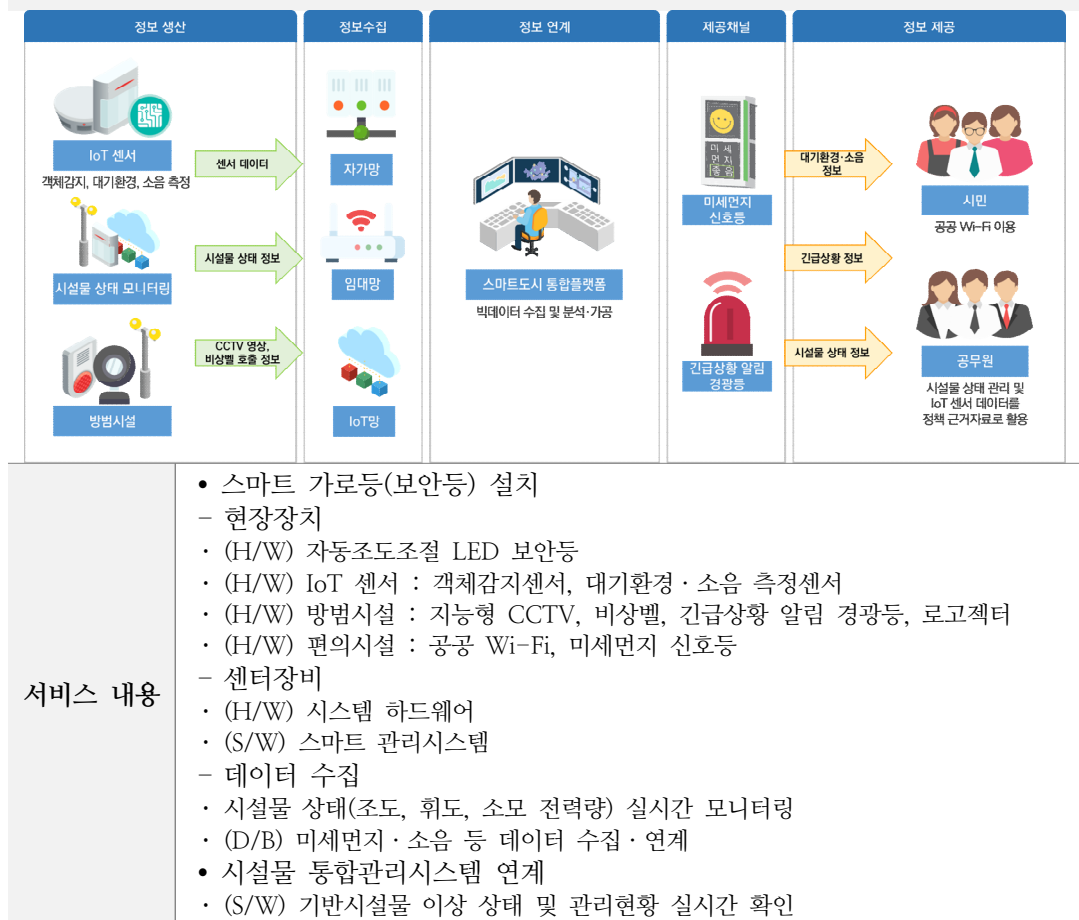 정보 생산
정보수집
정보 연계
제공채널
정보 제공
IoT 센서
객체감지, 대기환경, 소음 측정
시설물 상태 모니터링
방범시설
센서 데이터
시설물 상태 정보
CCTV 영상,
비상벨 호출 정보
자가망
임대망
IoT망
스마트도시 통합플랫폼
빅데이터 수집 및 분석·가공
미세
먼지
좋음
미세먼지
신호등
긴급상황 알림
경광등
대기환경·소음
정보
긴급상황 정보
시설물 상태 정보
시민
공공 Wi-Fi 이용
공무원
시설물 상태 관리 및
IoT 센서 데이터를
정책 근거자료로 활용
서비스 내용
• 스마트 가로등(보안등) 설치
- 현장장치
· (H/W) 자동조도조절 LED 보안등
· (H/W) IoT 센서 : 객체감지센서, 대기환경 · 소음 측정센서
· (H/W) 방범시설 : 지능형 CCTV, 비상벨, 긴급상황 알림 경광등, 로고젝터
· (H/W) 편의시설 : 공공 Wi-Fi, 미세먼지 신호등
- 센터장비
· (H/W) 시스템 하드웨어
· (S/W) 스마트 관리시스템
- 데이터 수집
· 시설물 상태(조도, 휘도, 소모 전력량) 실시간 모니터링
· (D/B) 미세먼지 · 소음 등 데이터 수집 · 연계
• 시설물 통합관리시스템 연계
· (S/W) 기반시설물 이상 상태 및 관리현황 실시간 확인